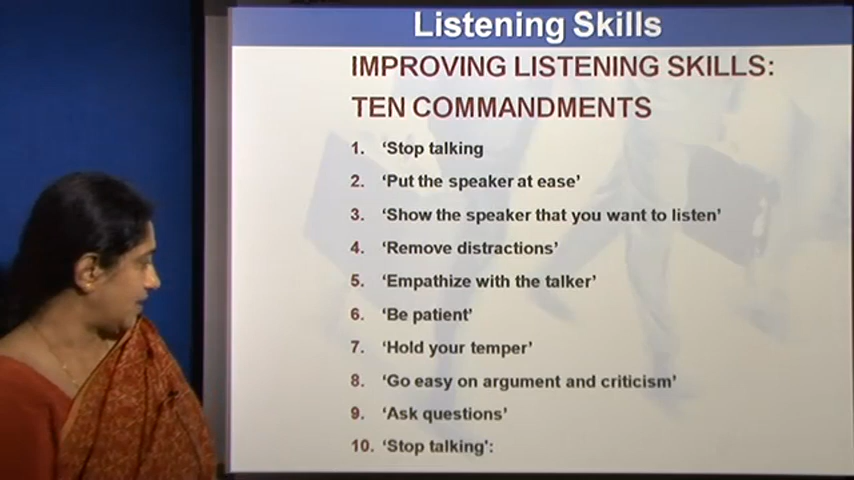 Listening Skills
IMPROVING LISTENING SKILLS:
TEN COMMANDMENTS
1. ‘Stop talking
2. ‘Put the speaker at ease’
3. ‘Show the speaker that you want to listen’
4. ‘Remove distractions’
5. ‘Empathize with the talker’
6. ‘Be patient’
7. ‘Hold your temper’
8. ‘Go easy on argument and criticism’
9. ‘Ask questions’
10. ‘Stop talking’: